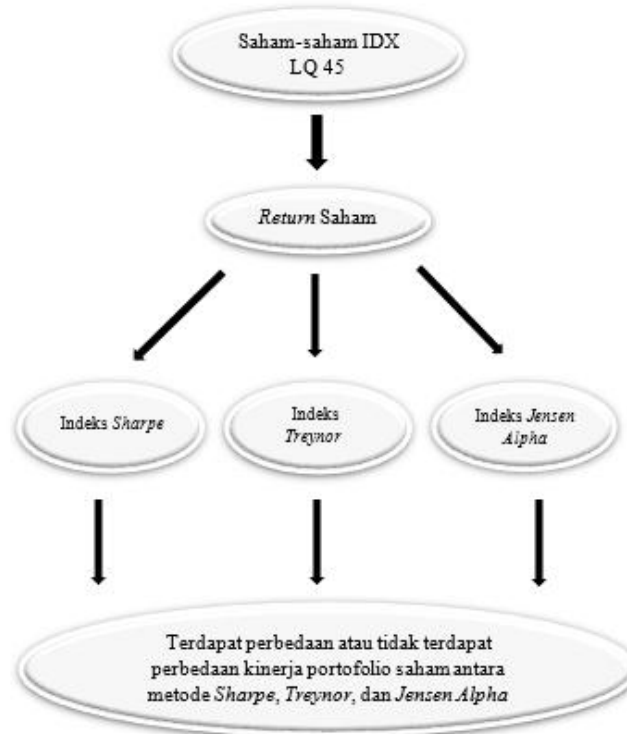 Saham-saham IDX
LQ 45
Return Saham
Indeks Sharpe
Indeks
Treynor
Indeks Jensen
Alpha
Terdapat perbedaan atau tidak terdapat
perbedaan kinerja portofolio saham antara
metode Sharpe, Treynor, dan Jensen Alpha